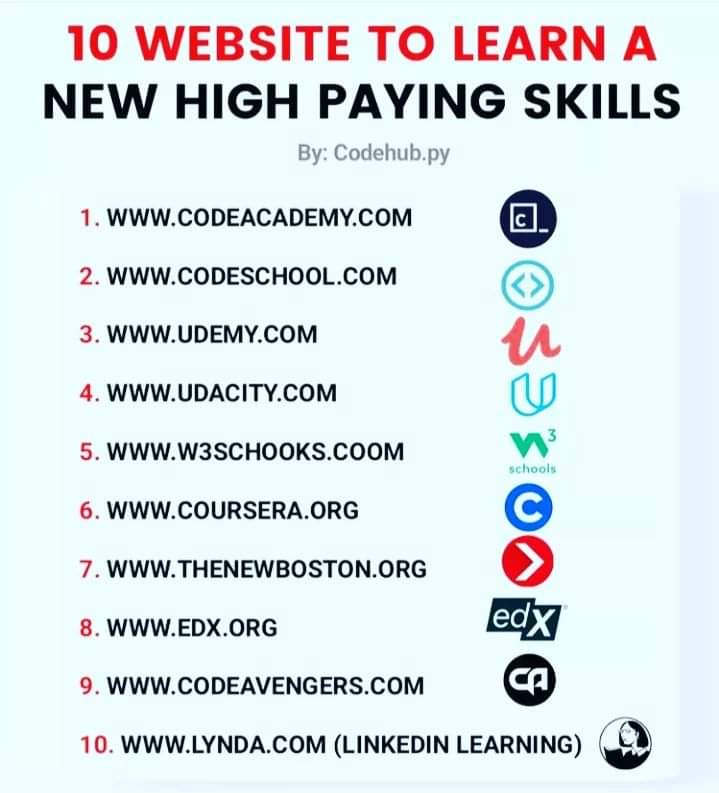 10 WEBSITE TO LEARN A
NEW HIGH PAYING SKILLS
By: Codehub.py
1. WWW.CODEACADEMY.COM
C_
2. WWW.CODESCHOOL.COM
<>
3. WWW.UDEMY.COM
u
4. WWW.UDACITY.COM
U
5. WWW.W3SCHOOKS.COOM
W3
schools
6. WWW.COURSERA.ORG
C
7. WWW.THENEWBOSTON.ORG
8. WWW.EDX.ORG
edX
9. WWW.CODEAVENGERS.COM
CA
10. WWW.LYNDA.COM (LINKEDIN LEARNING)